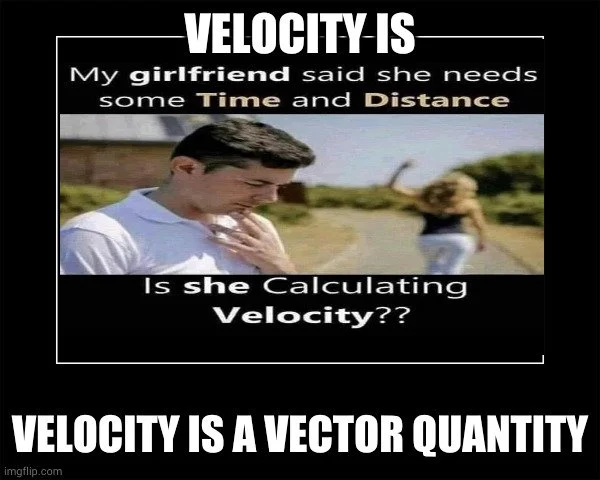 VELOCITY IS
My girlfriend said she needs
some Time and Distance
Is she Calculating
Velocity??
VELOCITY IS A VECTOR QUANTITY
imgflip.com